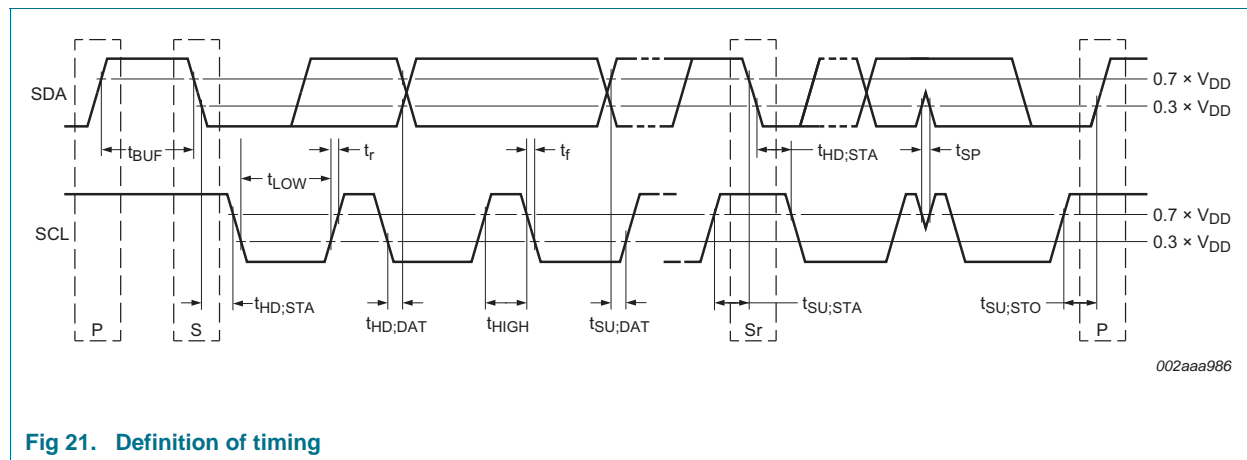 SDA
0.7 × VDD
0.3 × VDD
tBUF
tr
tf
tHD;STA
tSP
tLOW
SCL
0.7 × VDD
0.3 × VDD
tHD;STA
tHD;DAT
tHIGH
tSU;DAT
tSU;STA
tSU;STO
P
S
Sr
P
002aaa986
Fig 21. Definition of timing